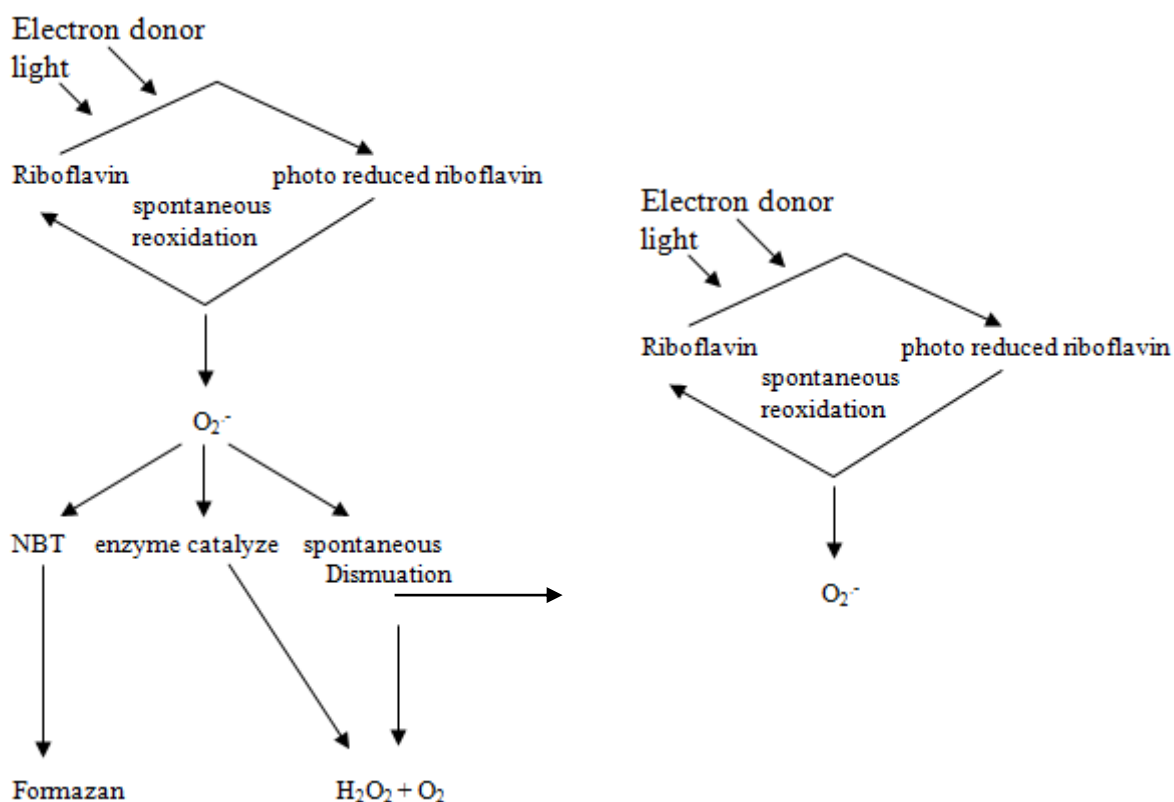 Electron donor
light
Riboflavin
photo reduced riboflavin
spontaneous
reoxidation
O₂·⁻
NBT
enzyme catalyze
spontaneous
Dismuation
Formazan
H₂O₂ + O₂
Electron donor
light
Riboflavin
photo reduced riboflavin
spontaneous
reoxidation
O₂·⁻